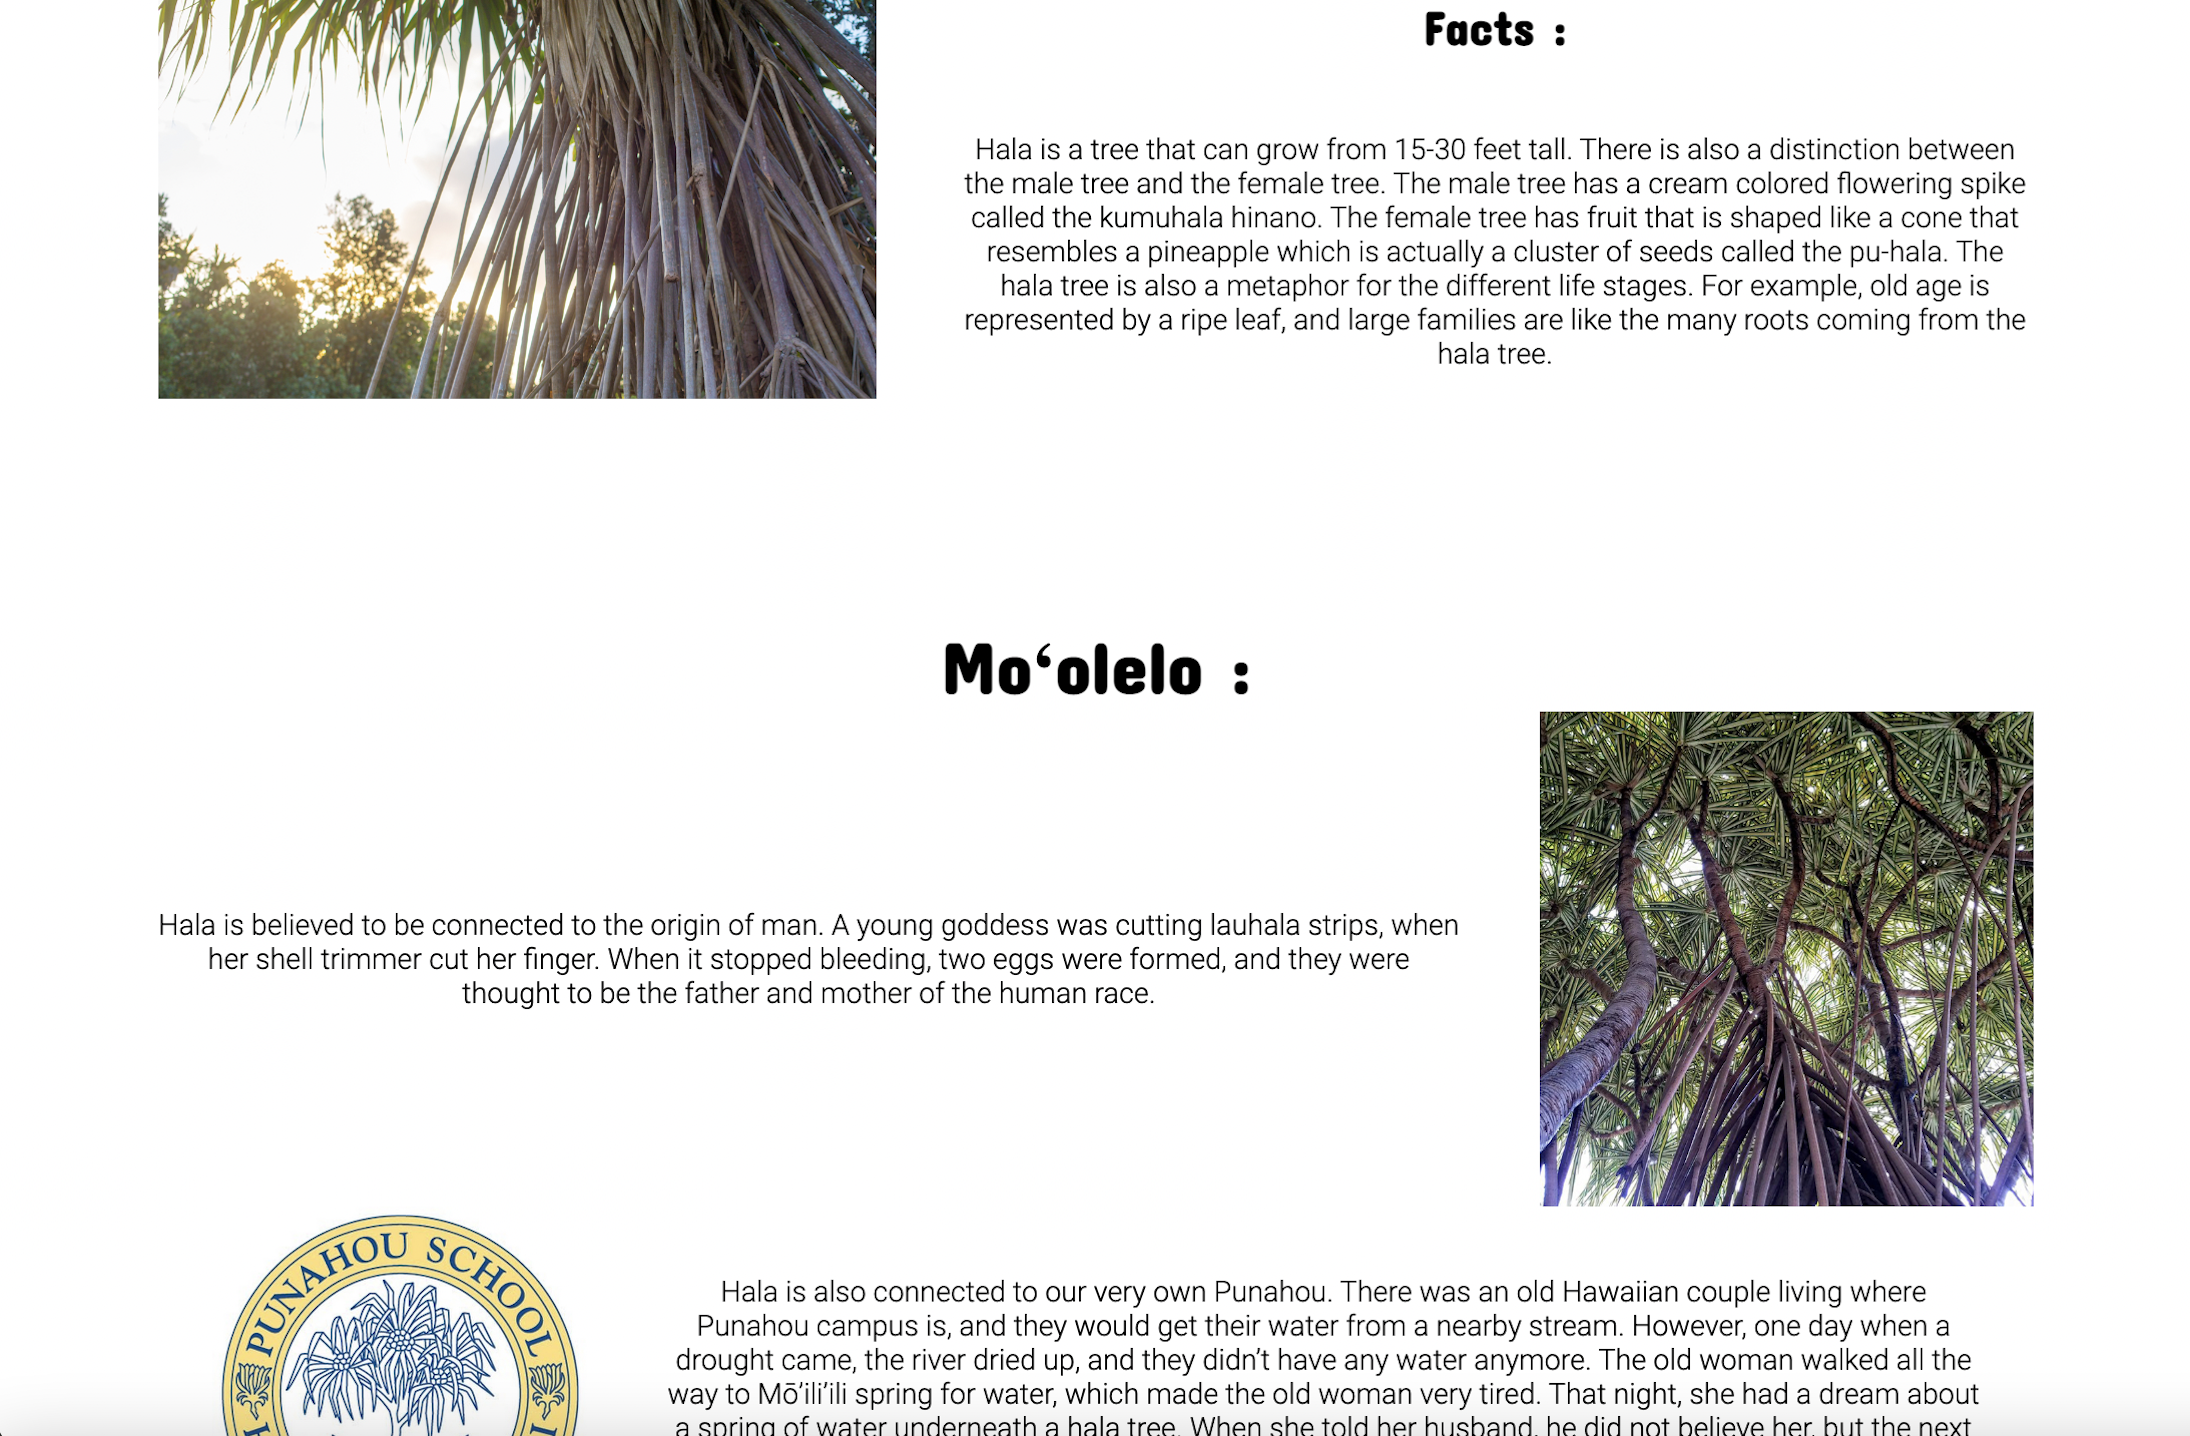 Facts :
Hala is a tree that can grow from 15-30 feet tall. There is also a distinction between
the male tree and the female tree. The male tree has a cream colored flowering spike
called the kumuhala hinano. The female tree has fruit that is shaped like a cone that
resembles a pineapple which is actually a cluster of seeds called the pu-hala. The
hala tree is also a metaphor for the different life stages. For example, old age is
represented by a ripe leaf, and large families are like the many roots coming from the
hala tree.
Moʻolelo :
Hala is believed to be connected to the origin of man. A young goddess was cutting lauhala strips, when
her shell trimmer cut her finger. When it stopped bleeding, two eggs were formed, and they were
thought to be the father and mother of the human race.
PUNAHOU SCHOOL
Hala is also connected to our very own Punahou. There was an old Hawaiian couple living where
Punahou campus is, and they would get their water from a nearby stream. However, one day when a
drought came, the river dried up, and they didn’t have any water anymore. The old woman walked all the
way to Mō’ili’ili spring for water, which made the old woman very tired. That night, she had a dream about
a spring of water underneath a hala tree. When she told her husband, he did not believe her, but the next